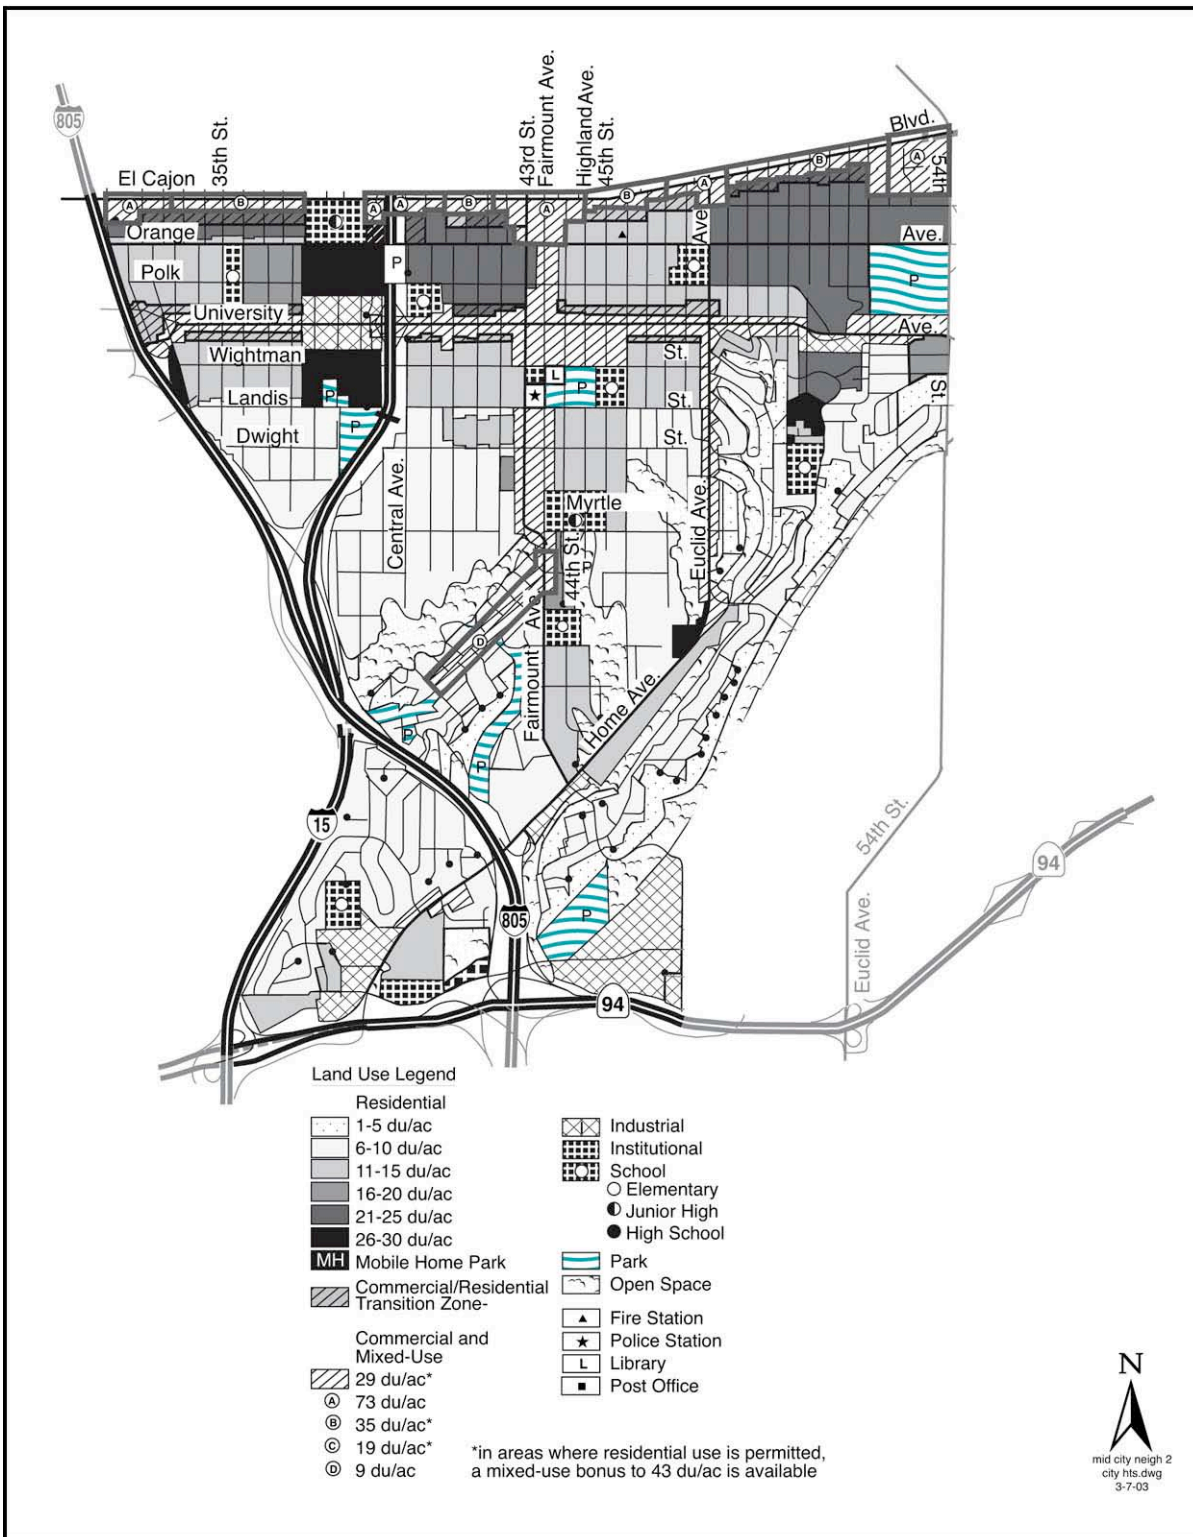 805
35th St.
43rd St.
Fairmount Ave.
Highland Ave.
45th St.
Blvd.
El Cajon
A
B
A
A
B
A
B
A
B
A
54th
Orange
Ave.
Ave.
Polk
P
P
University
Ave.
Wightman
St.
St.
Landis
L
P
P
St.
Dwight
P
St.
Central Ave.
Myrtle
Euclid Ave.
44th St.
P
D
Fairmount Ave.
Home Ave.
P
P
15
54th St.
94
805
P
Euclid Ave.
94
Land Use Legend
Residential
1-5 du/ac
6-10 du/ac
11-15 du/ac
16-20 du/ac
21-25 du/ac
26-30 du/ac
MH Mobile Home Park
Commercial/Residential
Transition Zone-
Commercial and
Mixed-Use
29 du/ac*
A 73 du/ac
B 35 du/ac*
C 19 du/ac*
D 9 du/ac
Industrial
Institutional
School
Elementary
Junior High
High School
Park
Open Space
Fire Station
Police Station
L Library
Post Office
*in areas where residential use is permitted,
a mixed-use bonus to 43 du/ac is available
N
mid city neigh 2
city hts.dwg
3-7-03